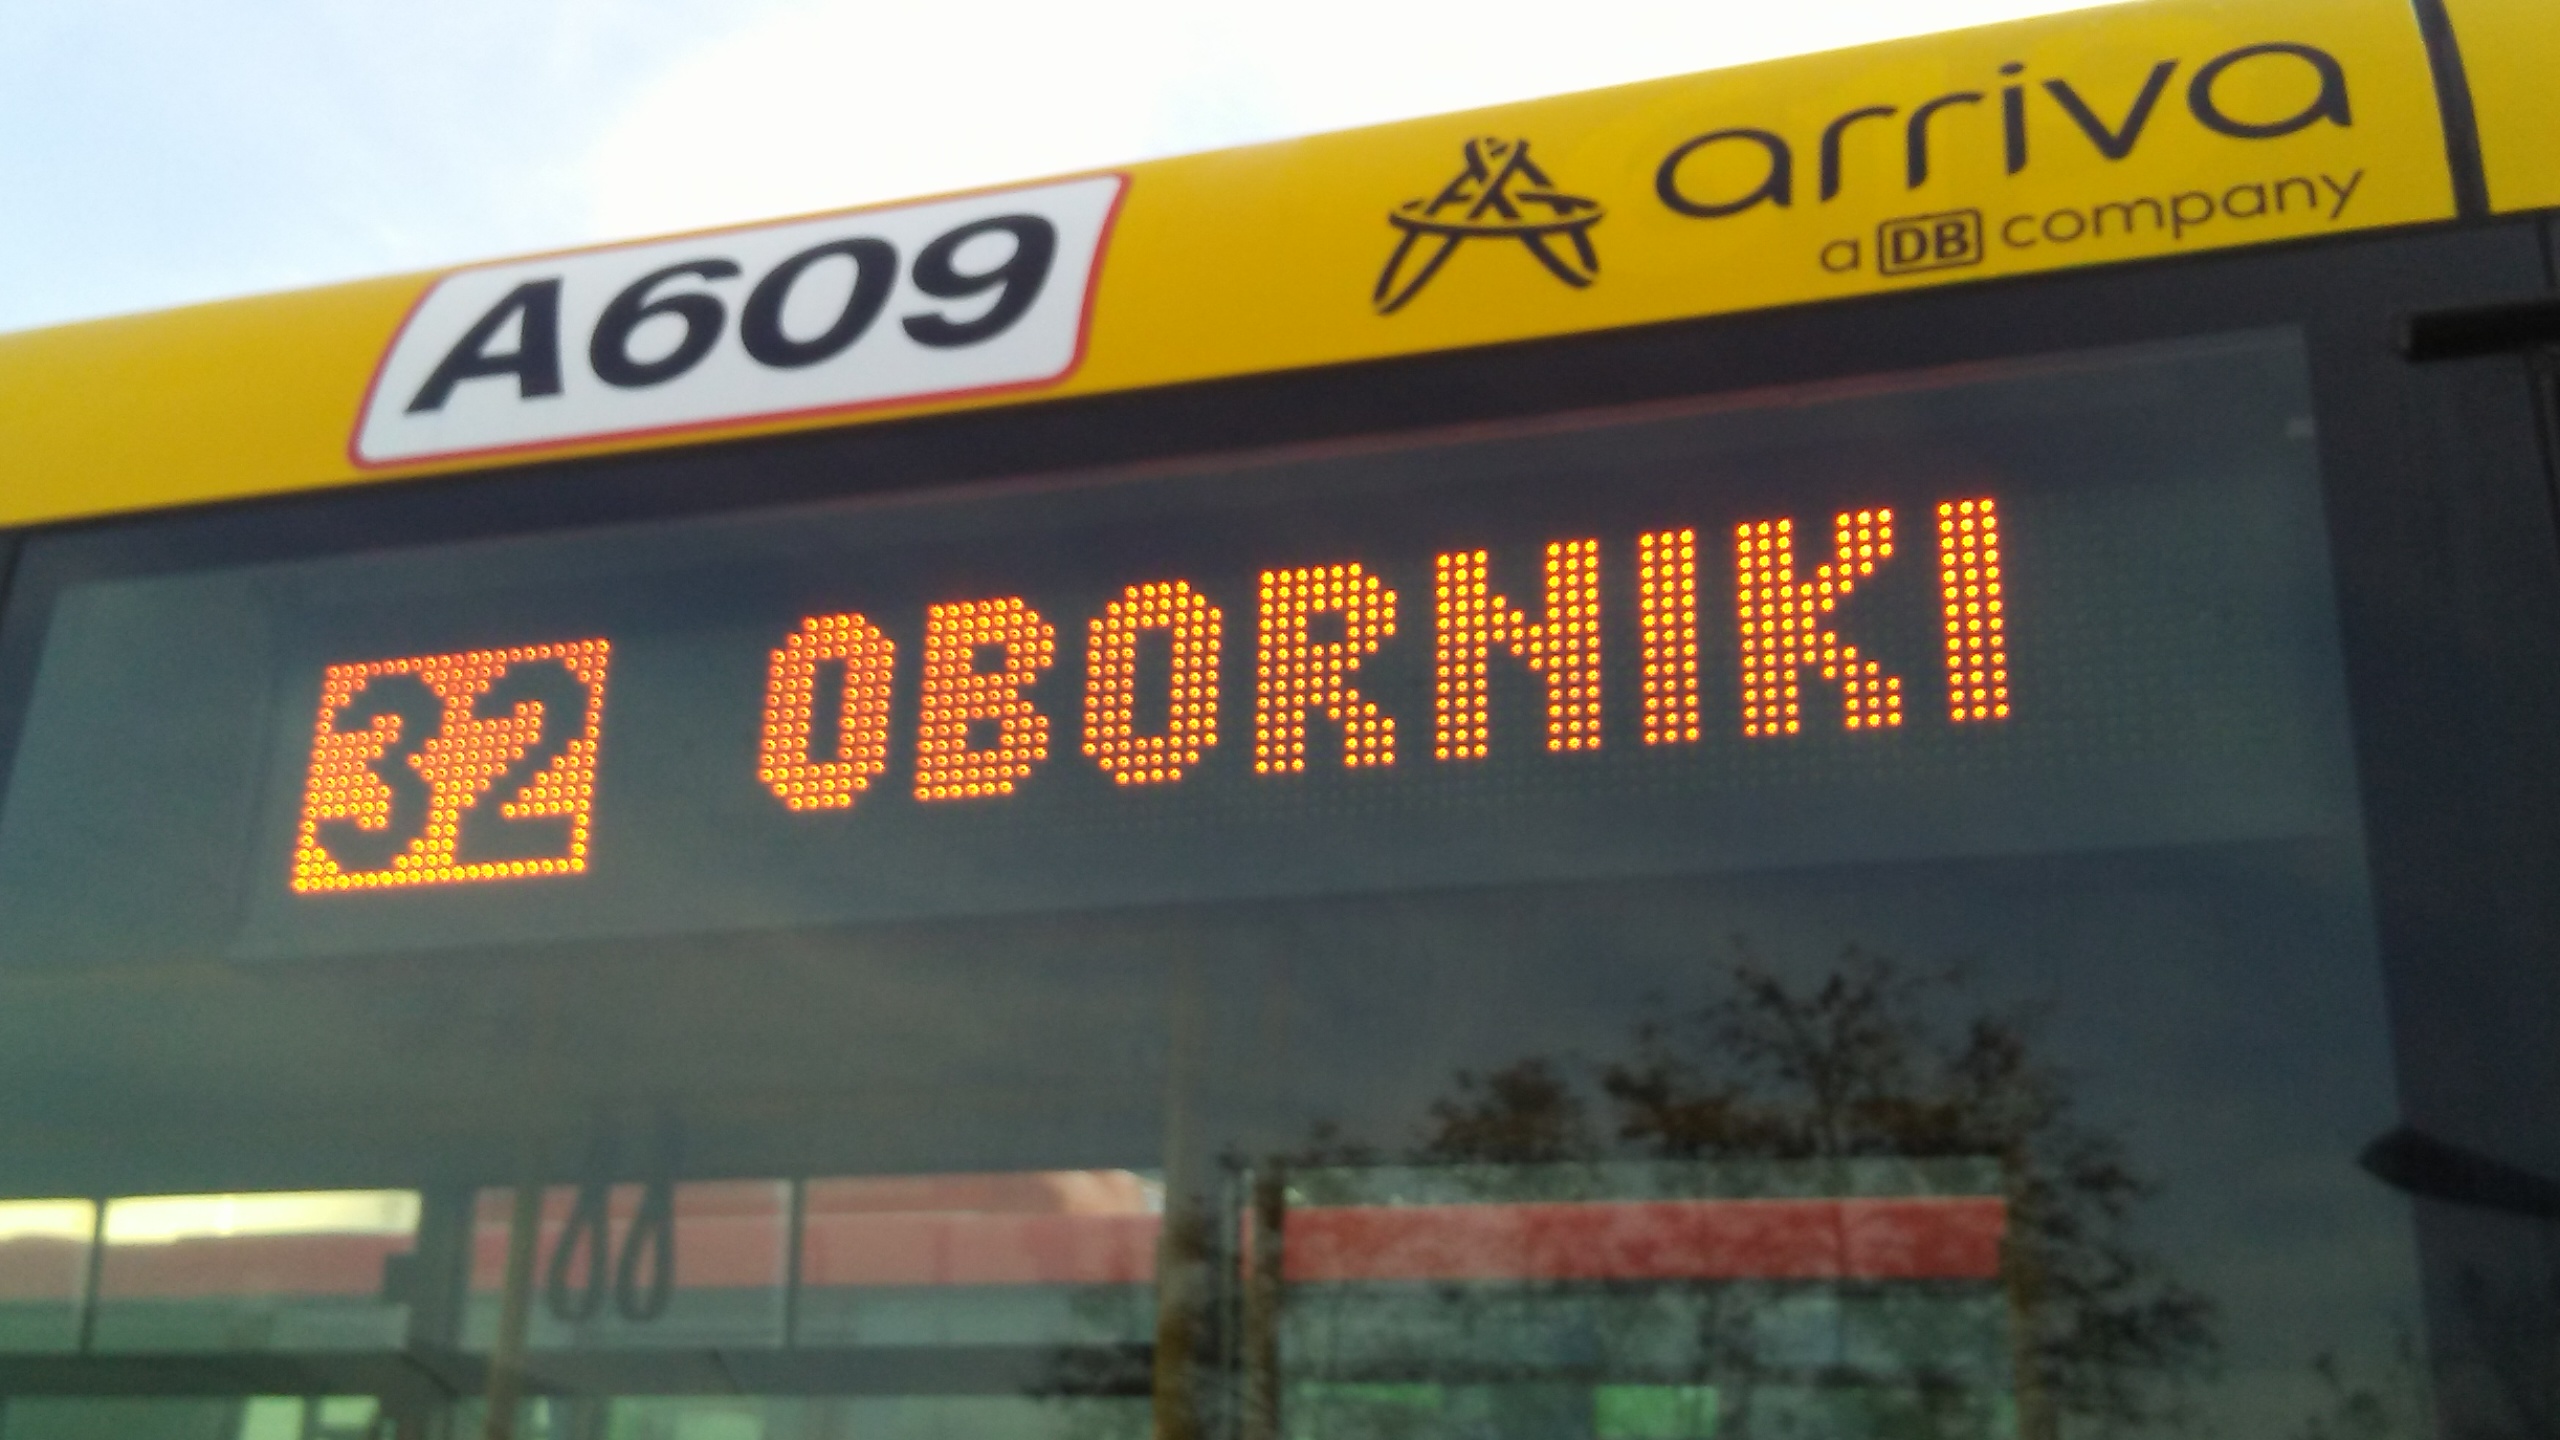 A609
arriva
a DB company
32 OBORNIKI